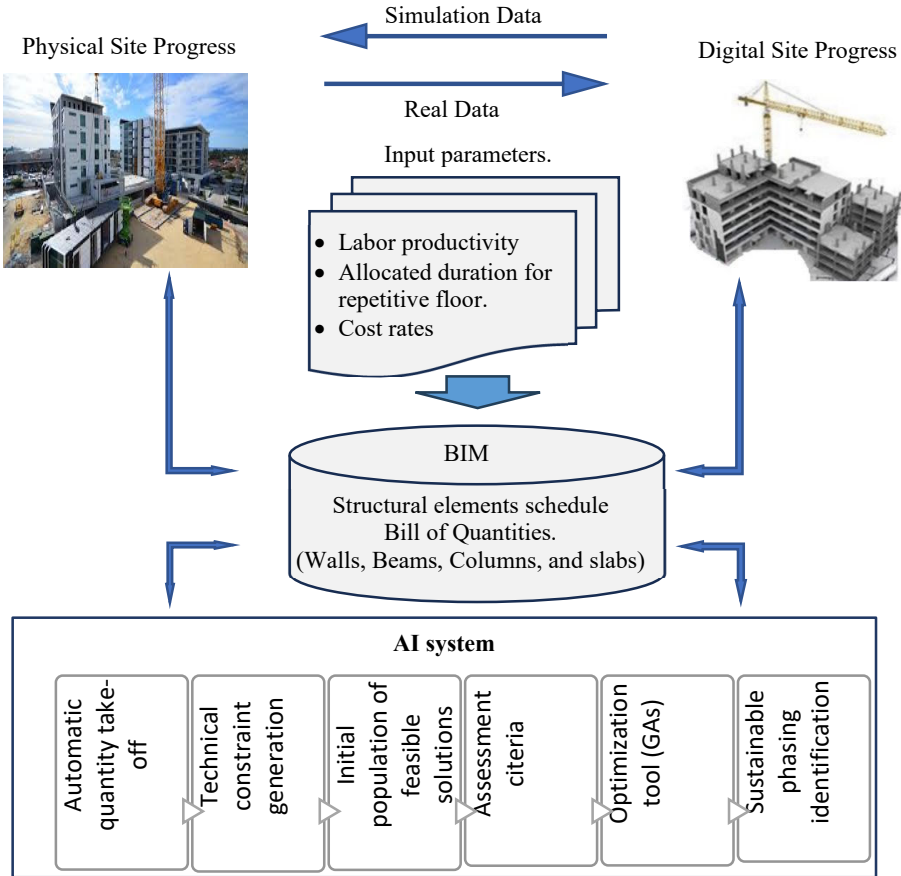 Simulation Data
Physical Site Progress
Digital Site Progress
Real Data
Input parameters.
• Labor productivity
• Allocated duration for
repetitive floor.
• Cost rates
BIM
Structural elements schedule
Bill of Quantities.
(Walls, Beams, Columns, and slabs)
AI system
Automatic
quantity take-
off
Technical
constraint
generation
Initial
population of
feasible
solutions
Assessment
citeria
Optimization
tool (GAs)
Sustainable
phasing
identification